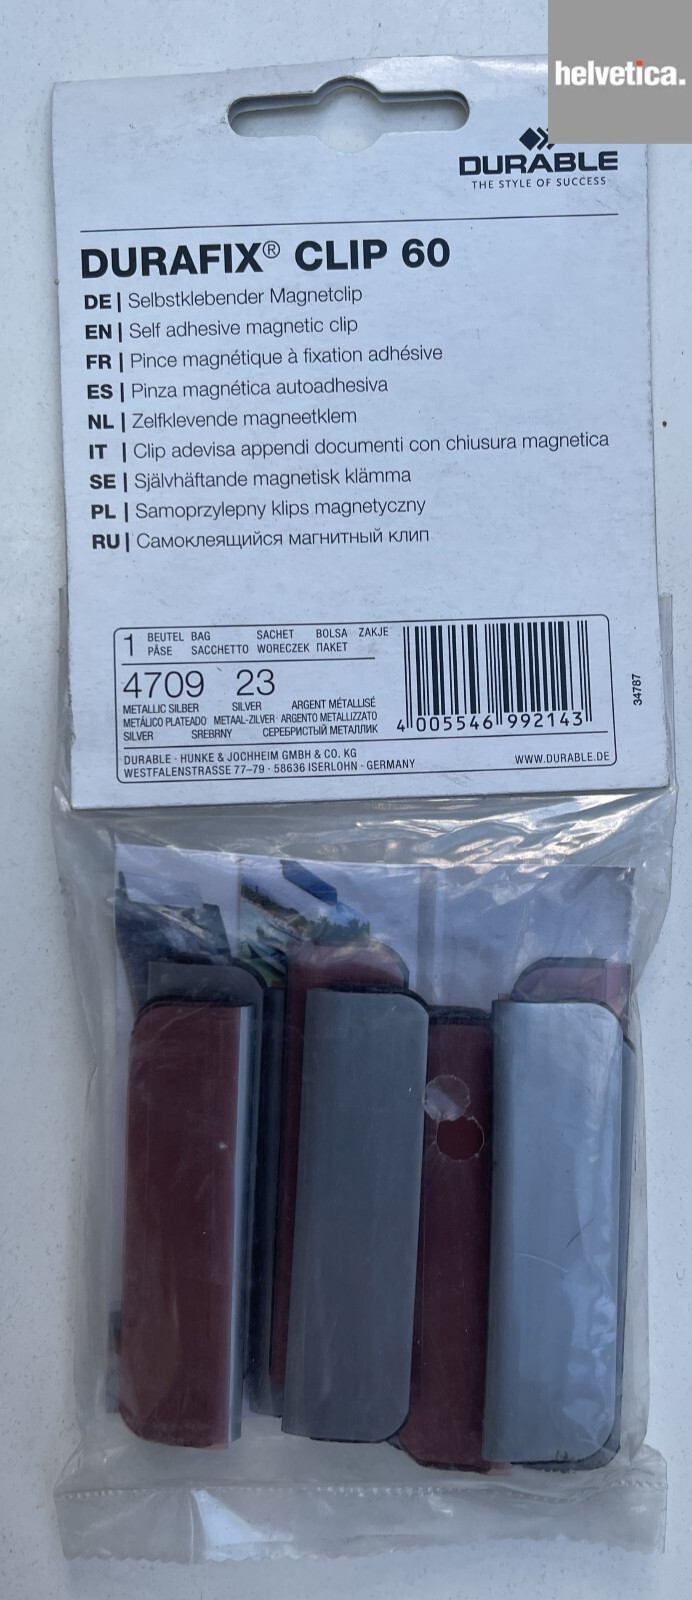 helvetica.
DURABLE
THE STYLE OF SUCCESS
DURAFIX® CLIP 60
DE | Selbstklebender Magnetclip
EN | Self adhesive magnetic clip
FR | Pince magnétique à fixation adhésive
ES | Pinza magnética autoadhesiva
NL | Zelfklevende magneetklem
IT | Clip adevisa appendi documenti con chiusura magnetica
SE | Självhäftande magnetisk klämma
PL | Samoprzylepny klips magnetyczny
RU | Самоклеящийся магнитный клип
1 BEUTEL BAG SACHET BOLSA ZAKJE
PÅSE SACCHETTO WORECZEK ПАКЕТ
4709 23
METALLIC SILBER SILVER ARGENT MÉTALLISÉ
METÁLICO PLATEADO METAAL-ZILVER · ARGENTO METALLIZZATO
SILVER SREBRNY СЕРЕБРИСТЫЙ МЕТАЛЛИК
4 005546 992143
34787
DURABLE · HUNKE & JOCHHEIM GMBH & CO. KG
WESTFALENSTRASSE 77–79 · 58636 ISERLOHN · GERMANY
WWW.DURABLE.DE